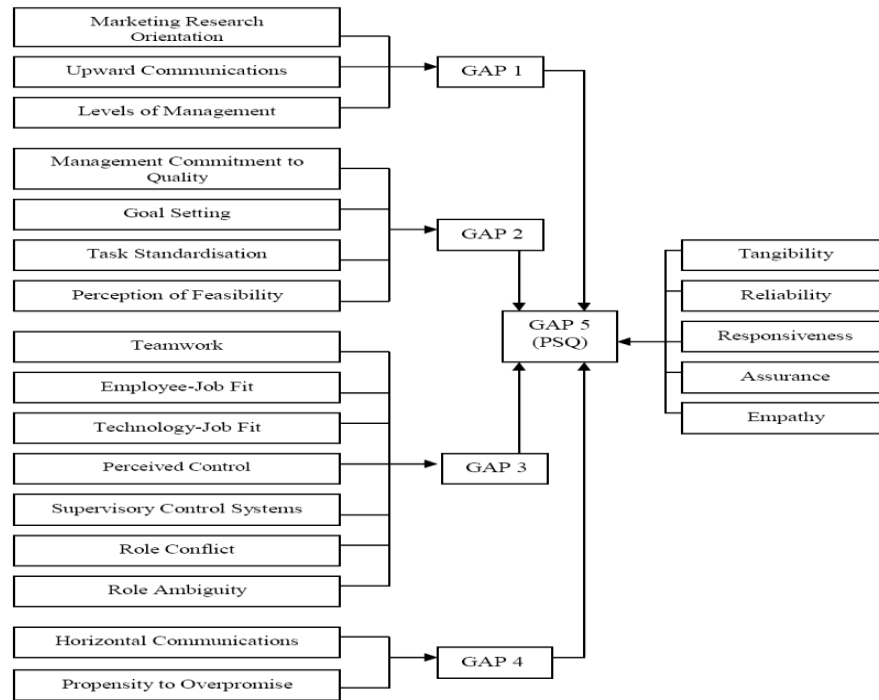 Marketing Research
Orientation
Upward Communications
Levels of Management
GAP 1
Management Commitment to
Quality
Goal Setting
Task Standardisation
Perception of Feasibility
GAP 2
Teamwork
Employee-Job Fit
Technology-Job Fit
Perceived Control
Supervisory Control Systems
Role Conflict
Role Ambiguity
GAP 3
Horizontal Communications
Propensity to Overpromise
GAP 4
GAP 5
(PSQ)
Tangibility
Reliability
Responsiveness
Assurance
Empathy